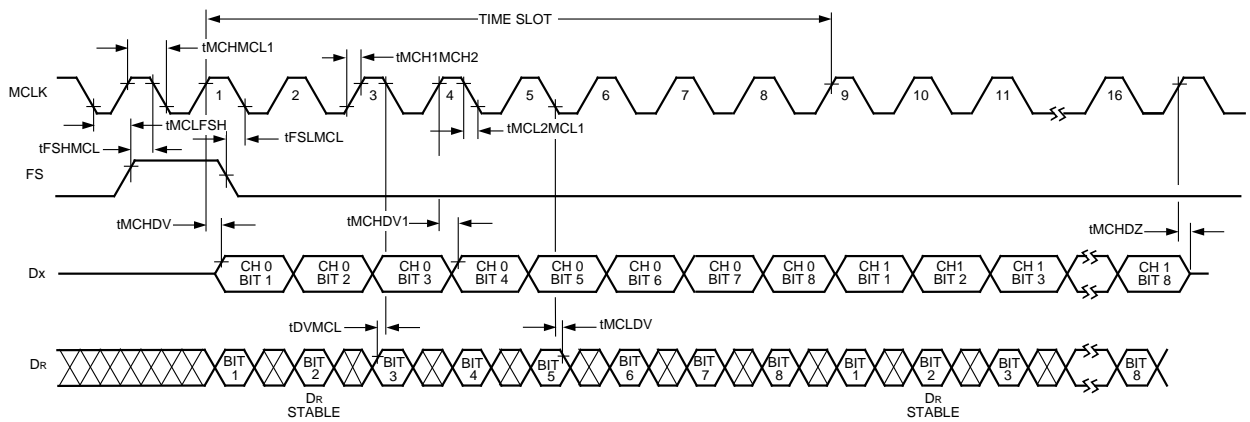 TIME SLOT
tMCHMCL1
tMCH1MCH2
MCLK
1 2 3 4 5 6 7 8 9 10 11 16
tMCLFSH
tFSLMCL
tMCL2MCL1
tFSHMCL
FS
tMCHDV
tMCHDV1
tMCHDZ
DX
CH 0 CH 0 CH 0 CH 0 CH 0 CH 0 CH 0 CH 0 CH 1 CH1 CH 1 CH 1
BIT 1 BIT 2 BIT 3 BIT 4 BIT 5 BIT 6 BIT 7 BIT 8 BIT 1 BIT 2 BIT 3 BIT 8
tDVMCL
tMCLDV
DR
BIT BIT BIT BIT BIT BIT BIT BIT BIT BIT BIT BIT
1 2 3 4 5 6 7 8 1 2 3 8
DR DR
STABLE STABLE